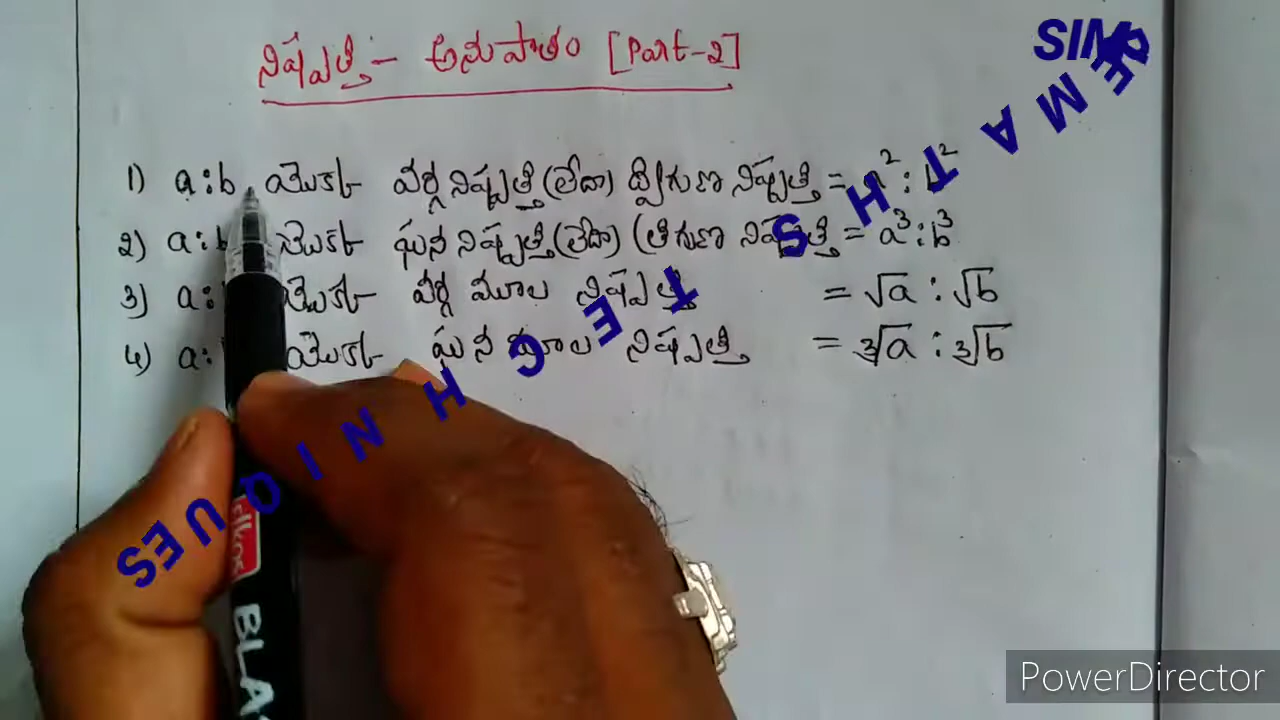 నిష్పత్తి - అనుపాతం [Part-2]
1) a:b యొక్క వర్గ నిష్పత్తి (లేదా) ద్విగుణ నిష్పత్తి = a² : b²
2) a:b యొక్క ఘన నిష్పత్తి (లేదా) త్రిగుణ నిష్పత్తి = a³ : b³
3) a: యొక్క వర్గ మూల నిష్పత్తి = √a : √b
4) a: యొక్క ఘన మూల నిష్పత్తి = ∛a : ∛b
MATHS TECHNIQUES
BLA
PowerDirector